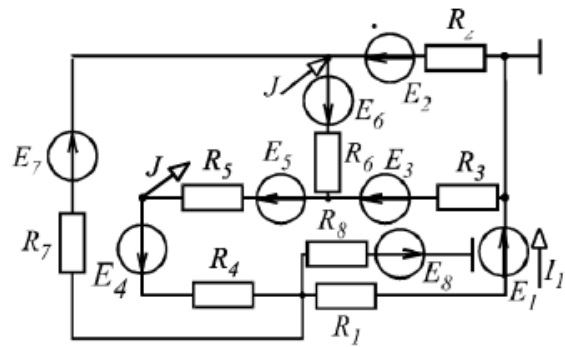 R₂
J
E₂
E₆
E₇
J
R₅
E₅
R₆
E₃
R₃
R₇
E₄
R₄
R₈
E₈
E₁
I₁
R₁